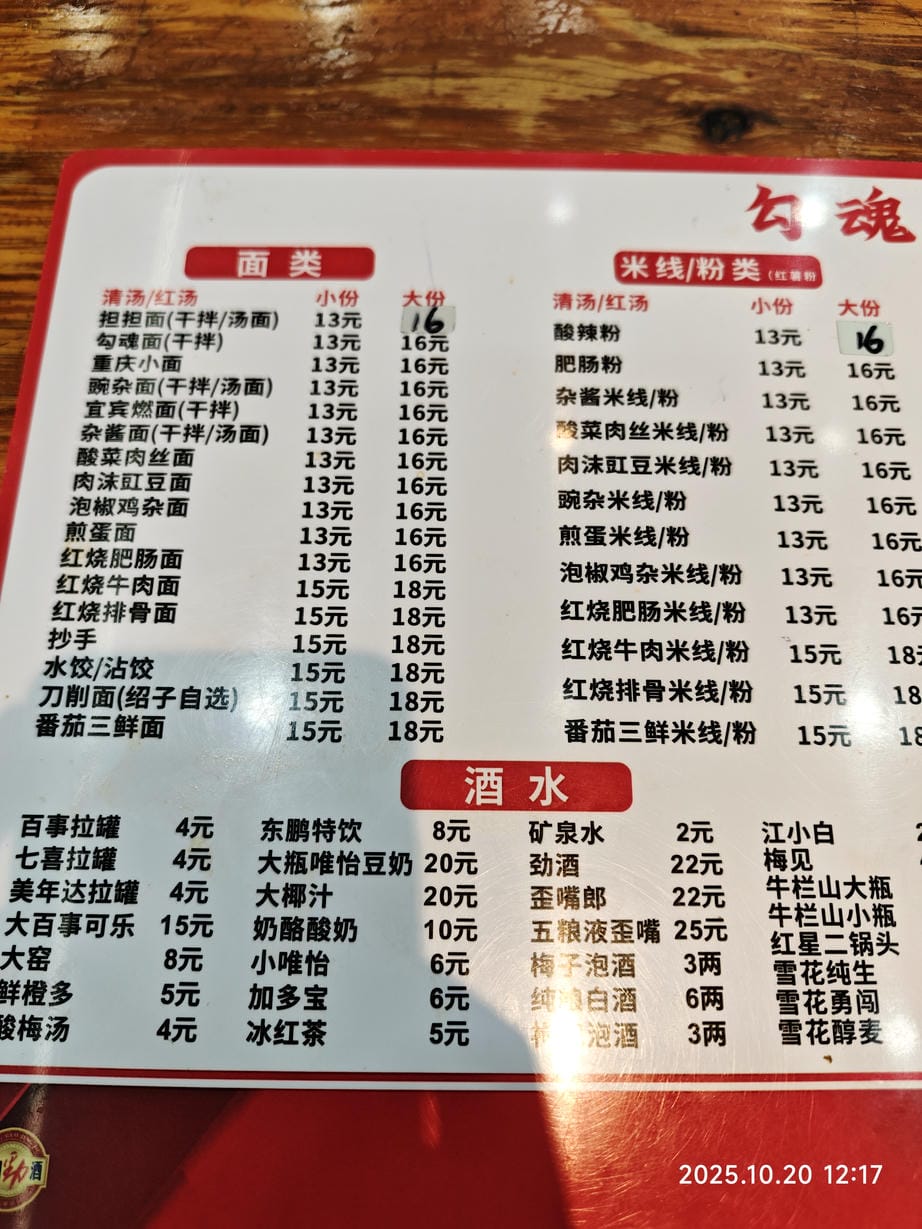 勾魂
面类
清汤/红汤 小份 大份
担担面(干拌/汤面) 13元 16
勾魂面(干拌) 13元 16元
重庆小面 13元 16元
豌杂面(干拌/汤面) 13元 16元
宜宾燃面(干拌) 13元 16元
杂酱面(干拌/汤面) 13元 16元
酸菜肉丝面 13元 16元
肉沫豇豆面 13元 16元
泡椒鸡杂面 13元 16元
煎蛋面 13元 16元
红烧肥肠面 13元 16元
红烧牛肉面 15元 18元
红烧排骨面 15元 18元
抄手 15元 18元
水饺/沾饺 15元 18元
刀削面(绍子自选) 15元 18元
番茄三鲜面 15元 18元
米线/粉类(红薯粉
清汤/红汤 小份 大份
酸辣粉 13元 16
肥肠粉 13元 16元
杂酱米线/粉 13元 16元
酸菜肉丝米线/粉 13元 16元
肉沫豇豆米线/粉 13元 16元
豌杂米线/粉 13元 16元
煎蛋米线/粉 13元 16元
泡椒鸡杂米线/粉 13元 16元
红烧肥肠米线/粉 13元 16元
红烧牛肉米线/粉 15元 18元
红烧排骨米线/粉 15元 18
番茄三鲜米线/粉 15元 18
酒水
百事拉罐 4元
七喜拉罐 4元
美年达拉罐 4元
大百事可乐 15元
大窑 8元
鲜橙多 5元
酸梅汤 4元
东鹏特饮 8元
大瓶唯怡豆奶 20元
大椰汁 20元
奶酪酸奶 10元
小唯怡 6元
加多宝 6元
冰红茶 5元
矿泉水 2元
劲酒 22元
歪嘴郎 22元
五粮液歪嘴 25元
梅子泡酒 3两
纯粮白酒 6两
泡酒 3两
江小白
梅见
牛栏山大瓶
牛栏山小瓶
红星二锅头
雪花纯生
雪花勇闯
雪花醇麦
劲酒
2025.10.20 12:17